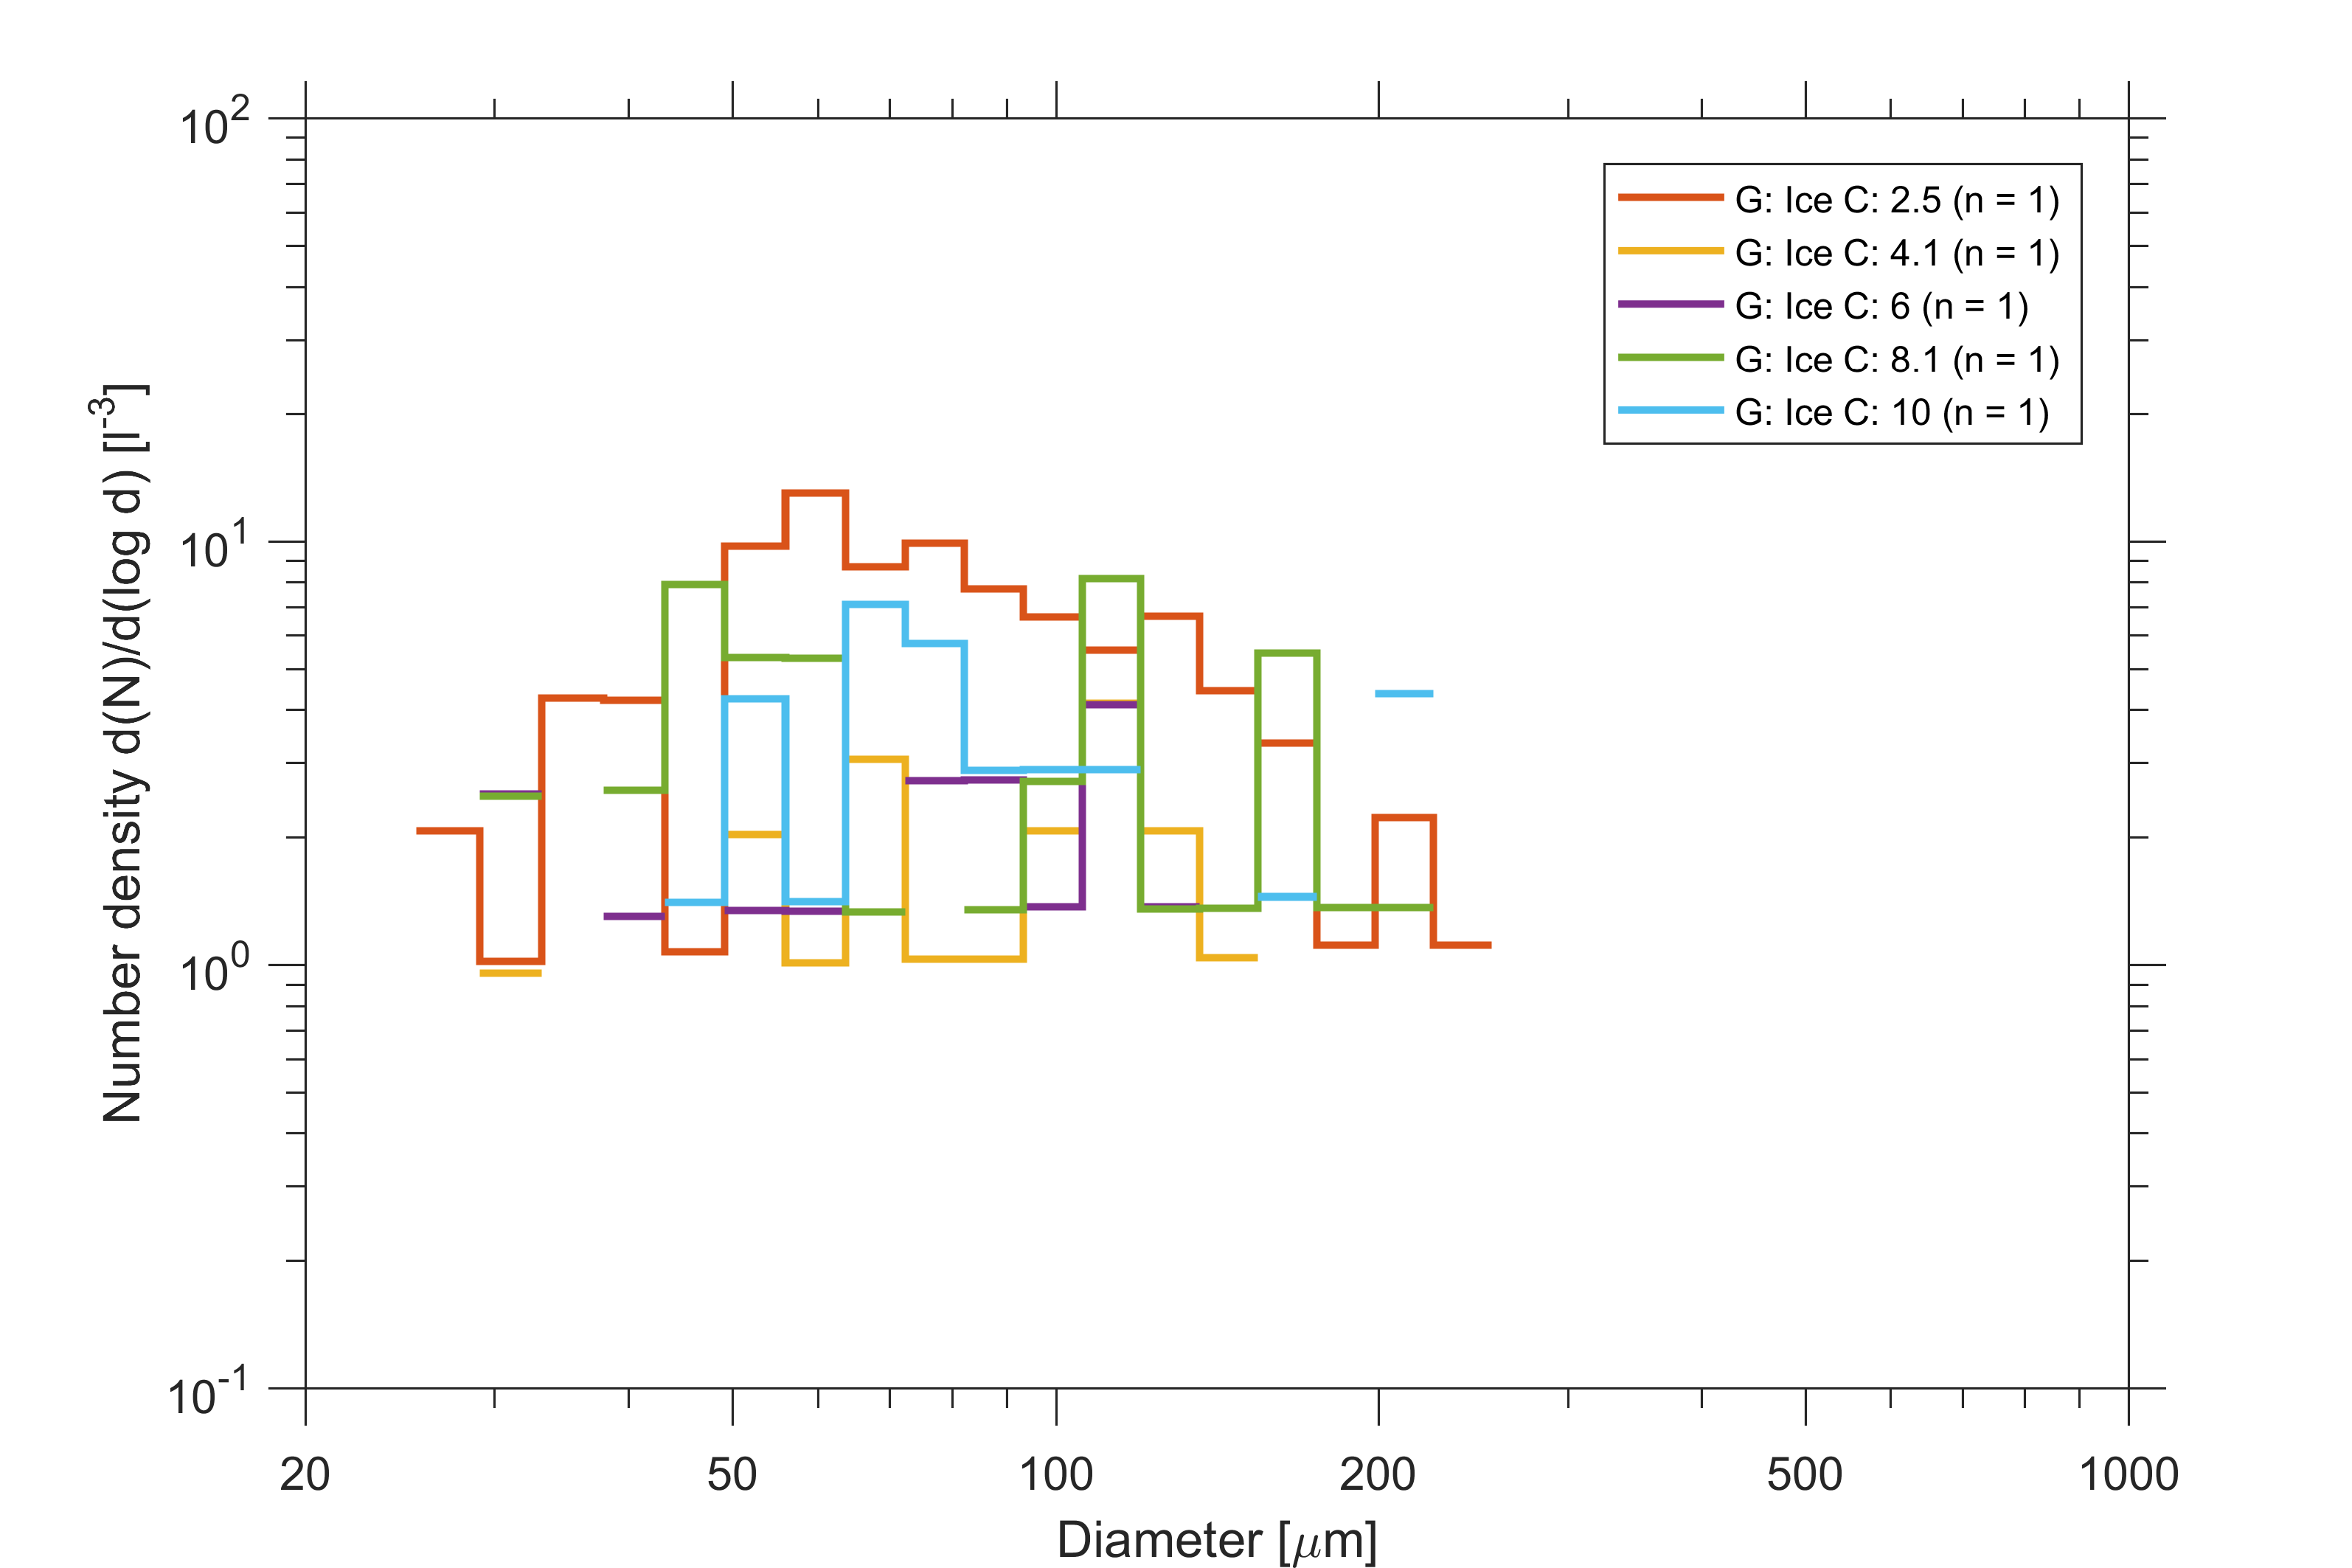 10^2
10^1
10^0
10^-1
Number density d(N)/d(log d) [l^-3]
G: Ice C: 2.5 (n = 1)
G: Ice C: 4.1 (n = 1)
G: Ice C: 6 (n = 1)
G: Ice C: 8.1 (n = 1)
G: Ice C: 10 (n = 1)
20 50 100 200 500 1000
Diameter [μm]